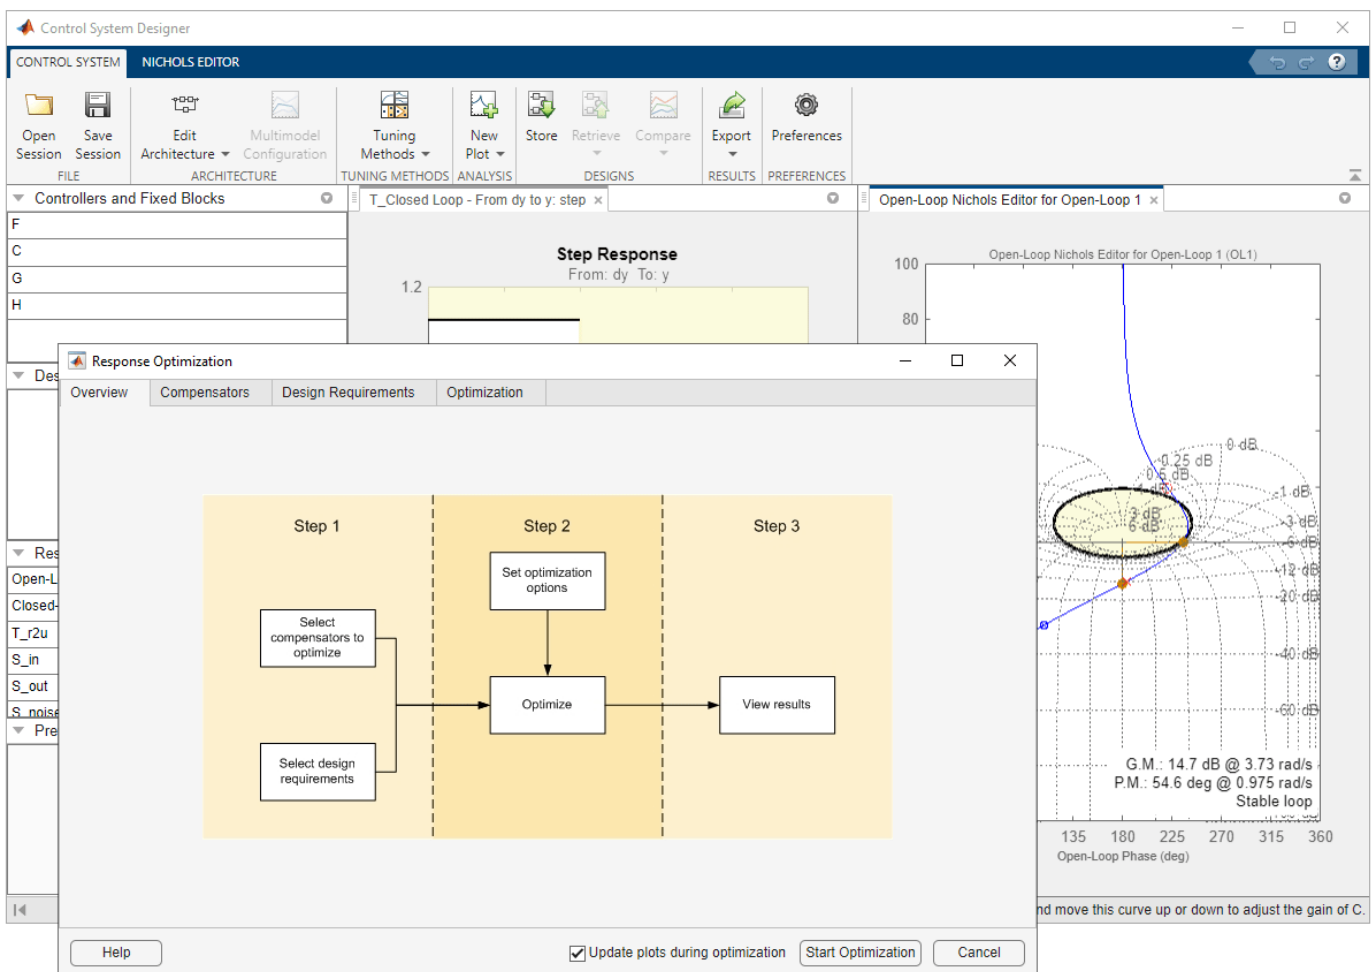 Control System Designer
CONTROL SYSTEM
NICHOLS EDITOR
Open
Session
Save
Session
Edit
Architecture
Multimodel
Configuration
Tuning
Methods
New
Plot
Store
Retrieve
Compare
Export
Preferences
FILE
ARCHITECTURE
TUNING METHODS
ANALYSIS
DESIGNS
RESULTS
PREFERENCES
Controllers and Fixed Blocks
F
C
G
H
Des
Res
Open-L
Closed-
T_r2u
S_in
S_out
S_noise
Pre
T_Closed Loop - From dy to y: step
Step Response
From: dy To: y
1.2
Open-Loop Nichols Editor for Open-Loop 1
Open-Loop Nichols Editor for Open-Loop 1 (OL1)
100
80
0 dB
0.25 dB
0.5 dB
-1 dB
3 dB
-3 dB
6 dB
-6 dB
-12 dB
-20 dB
-40 dB
-60 dB
G.M.: 14.7 dB @ 3.73 rad/s
P.M.: 54.6 deg @ 0.975 rad/s
Stable loop
135 180 225 270 315 360
Open-Loop Phase (deg)
nd move this curve up or down to adjust the gain of C.
Response Optimization
Overview
Compensators
Design Requirements
Optimization
Step 1
Step 2
Step 3
Set optimization
options
Select
compensators to
optimize
Optimize
View results
Select design
requirements
Help
Update plots during optimization
Start Optimization
Cancel